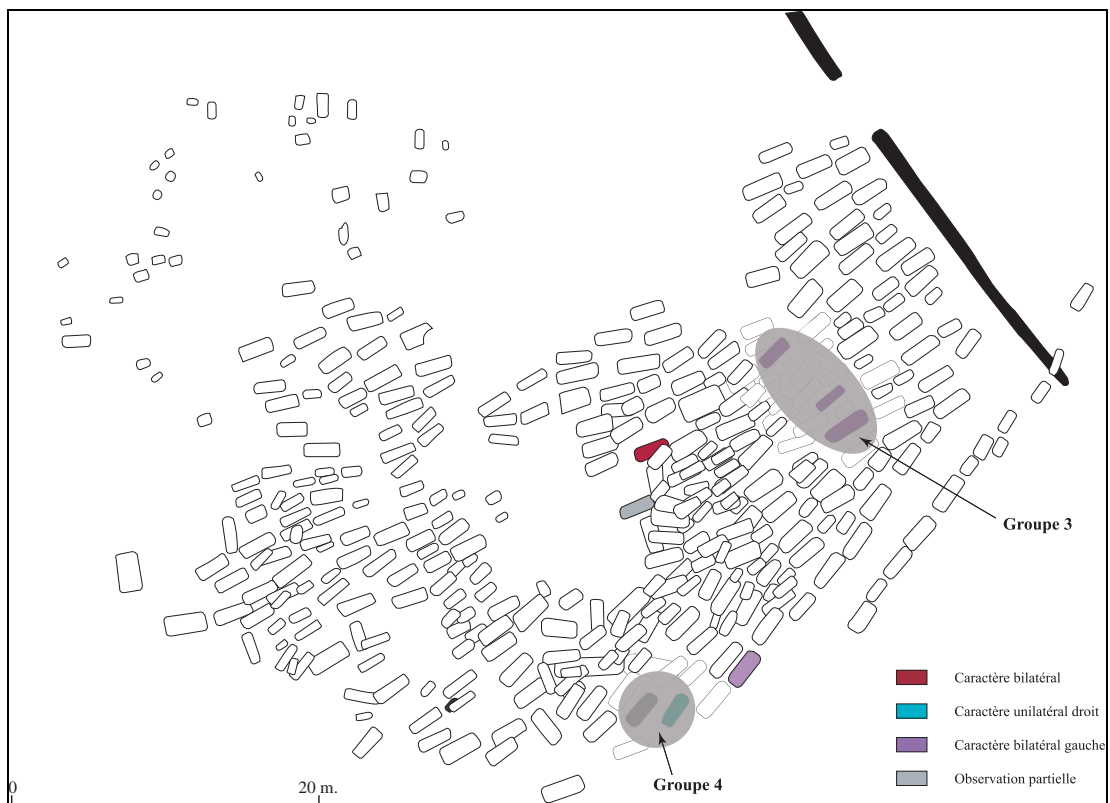 Groupe 3
Caractère bilatéral
Caractère unilatéral droit
Caractère bilatéral gauche
Observation partielle
Groupe 4
0
20 m.